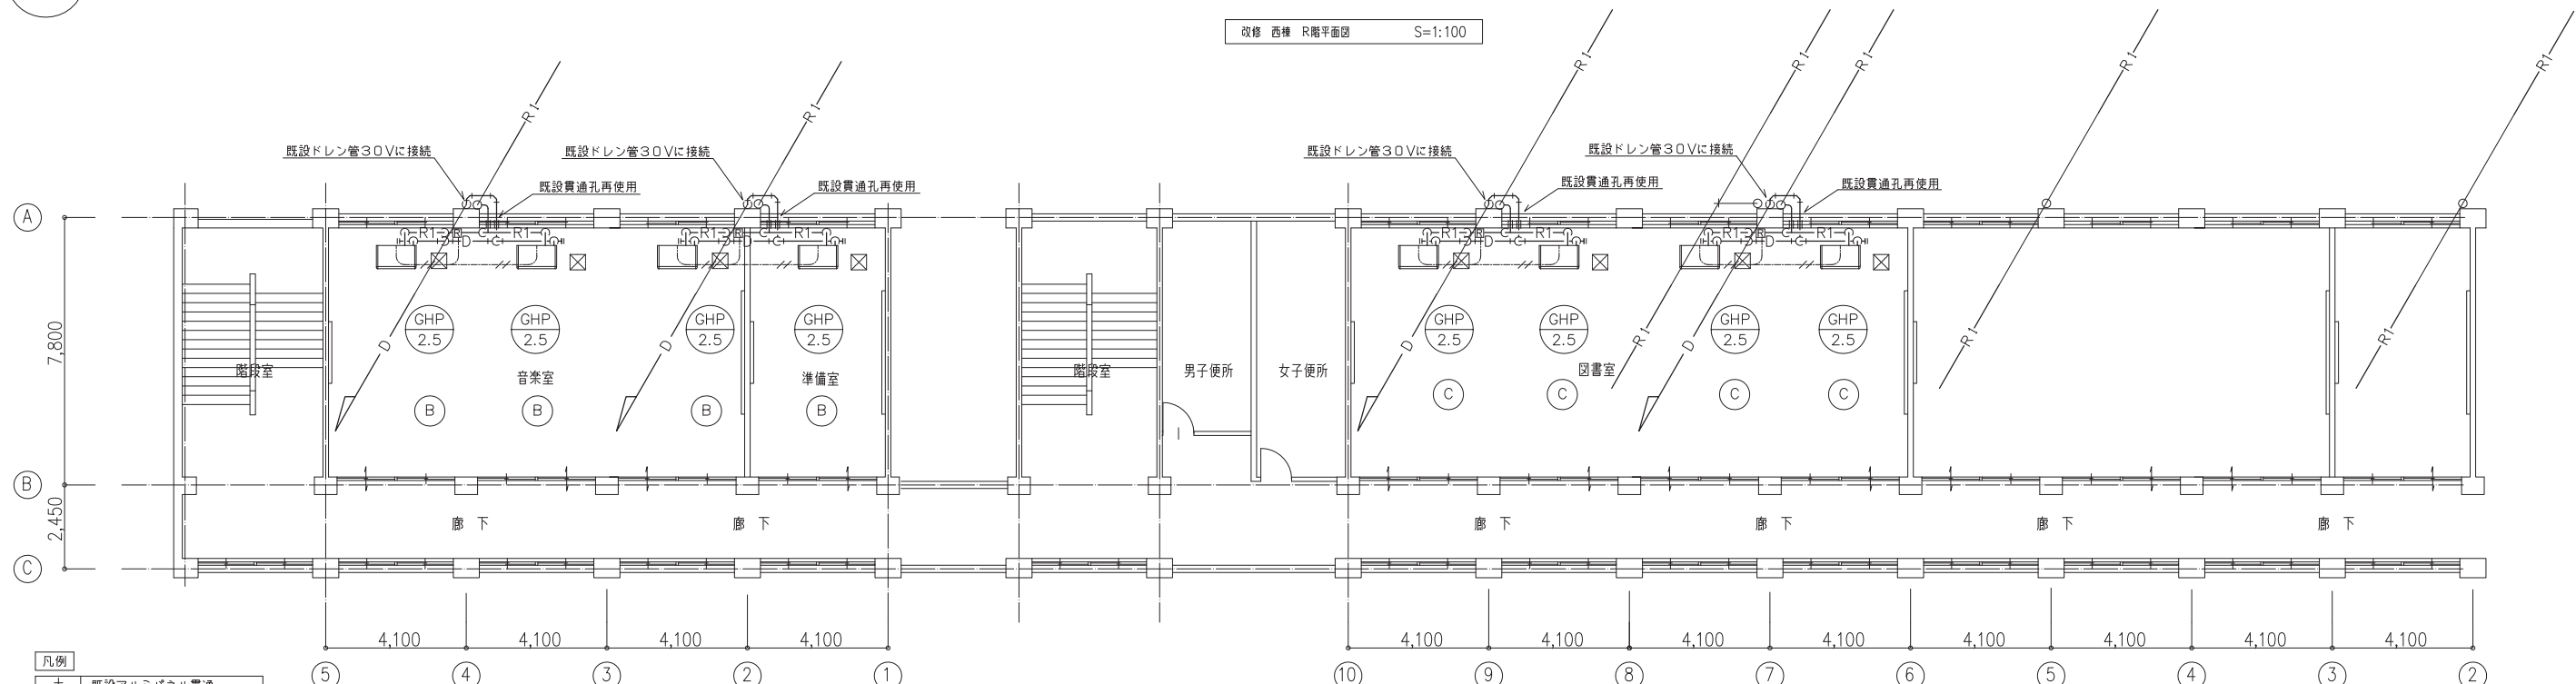 改修 西棟 R階平面図 S=1:100
R1 R1 R1 R1 R1 R1 R1
既設ドレン管30Vに接続 既設ドレン管30Vに接続 既設ドレン管30Vに接続 既設ドレン管30Vに接続
既設貫通孔再使用 既設貫通孔再使用 既設貫通孔再使用 既設貫通孔再使用
A
R1 R D C R1 R1 R D C R1 R1 R D C R1 R1 R D C R1
GHP GHP GHP GHP GHP GHP GHP GHP
2.5 2.5 2.5 2.5 2.5 2.5 2.5 2.5
D D D R1 D R1 R1
7,800
階段室 音楽室 準備室 階段室 男子便所 女子便所 図書室
B B B B C C C C
B
2,450
廊 下 廊 下 廊 下 廊 下 廊 下 廊 下
C
4,100 4,100 4,100 4,100 4,100 4,100 4,100 4,100 4,100 4,100 4,100 4,100
5 4 3 2 1 10 9 8 7 6 5 4 3 2
凡例
既設アルミパネル貫通